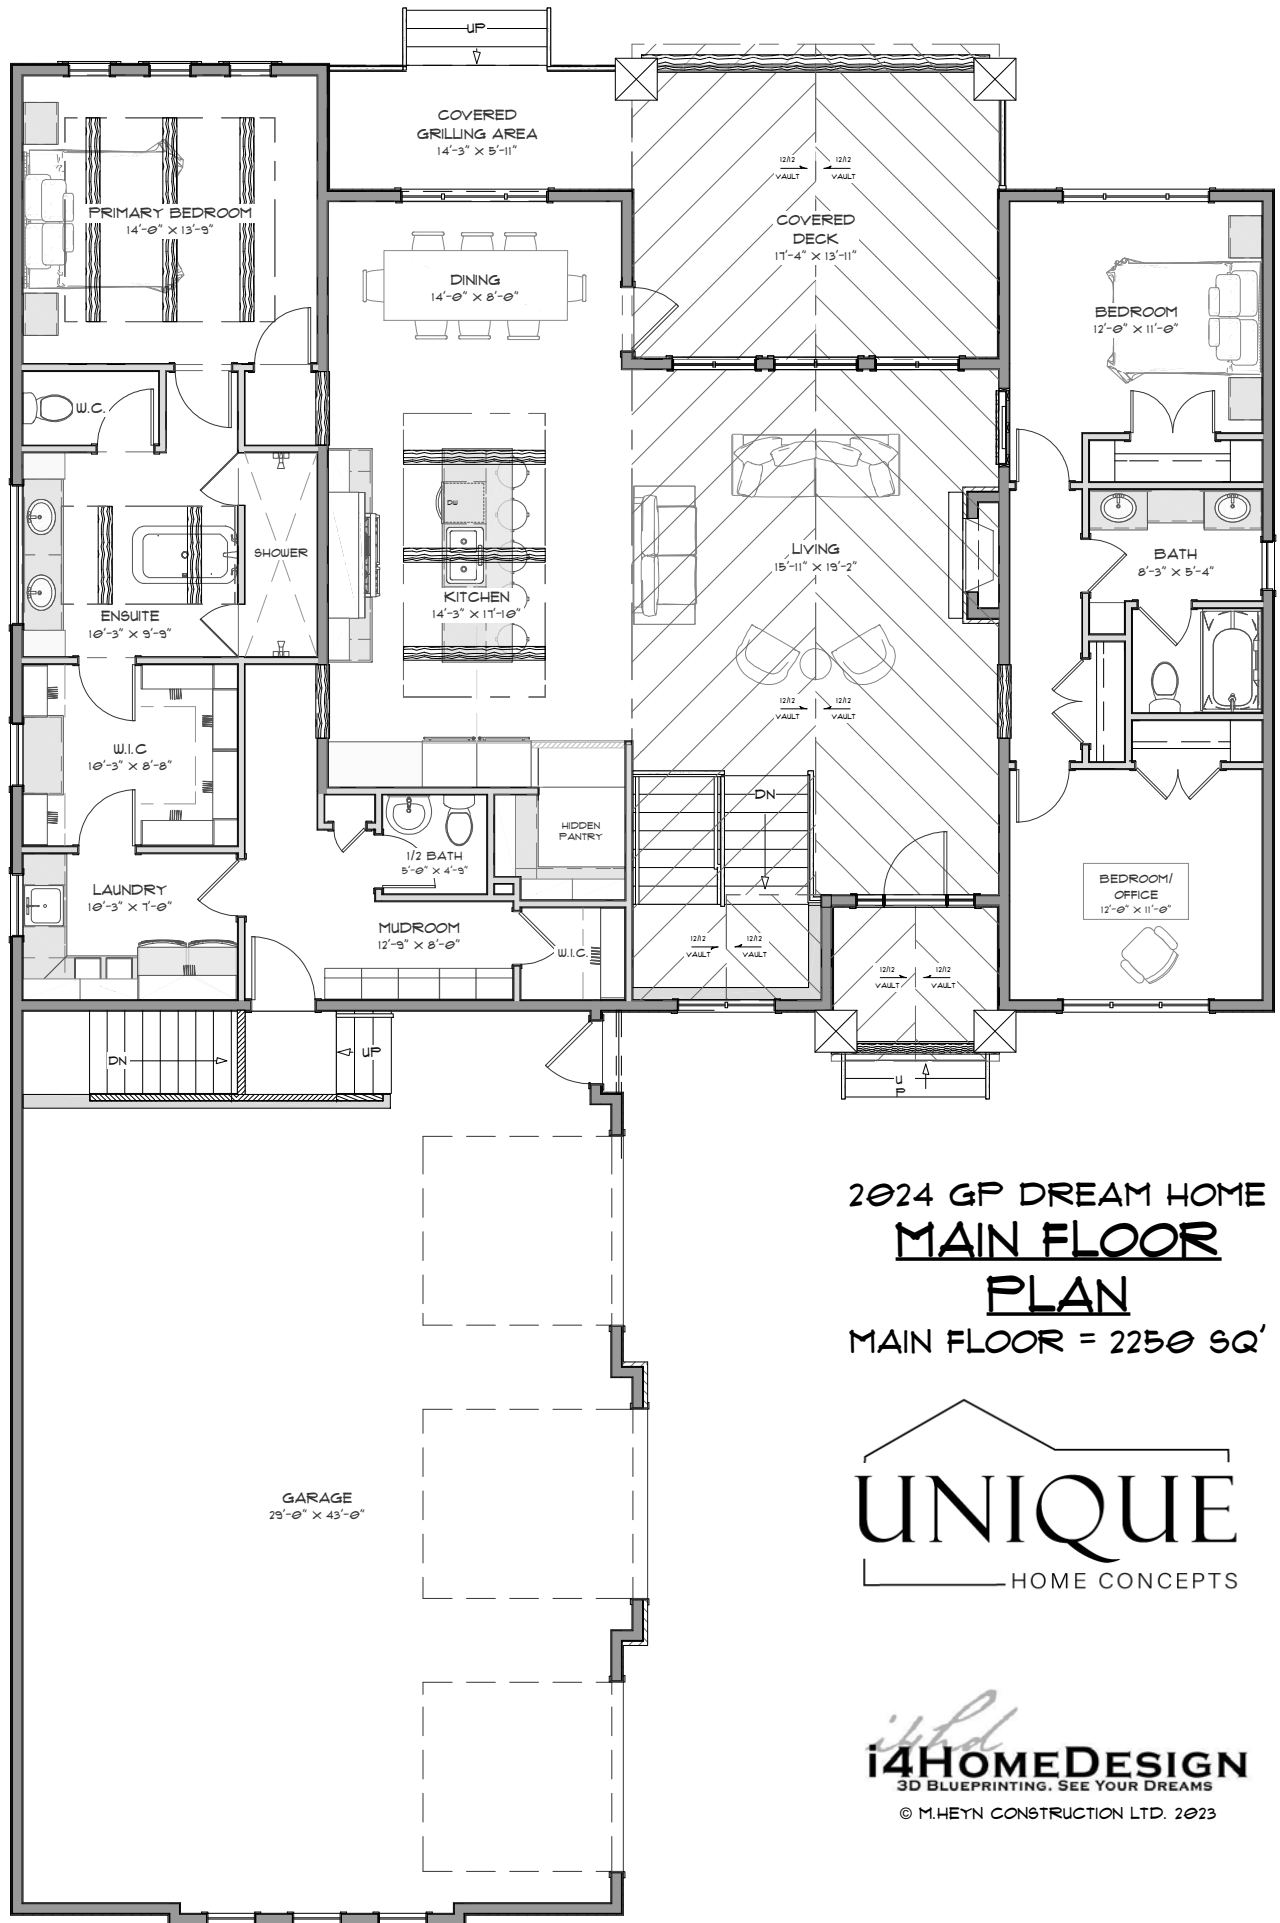 UP
COVERED
GRILLING AREA
14'-3" X 5'-11"
12/12
VAULT
12/12
VAULT
PRIMARY BEDROOM
14'-0" X 13'-9"
COVERED
DECK
17'-4" X 13'-11"
DINING
14'-0" X 8'-0"
BEDROOM
12'-0" X 11'-0"
W.C.
DW
SHOWER
LIVING
15'-11" X 19'-2"
BATH
8'-3" X 5'-4"
KITCHEN
14'-3" X 17'-10"
ENSUITE
10'-3" X 9'-9"
12/12
VAULT
12/12
VAULT
W.I.C
10'-3" X 8'-8"
DN
HIDDEN
PANTRY
1/2 BATH
5'-0" X 4'-9"
LAUNDRY
10'-3" X 7'-0"
BEDROOM/
OFFICE
12'-0" X 11'-0"
MUDROOM
12'-9" X 8'-0"
W.I.C.
12/12
VAULT
12/12
VAULT
12/12
VAULT
12/12
VAULT
DN
UP
U
P
2024 GP DREAM HOME
MAIN FLOOR
PLAN
MAIN FLOOR = 2250 SQ'
UNIQUE
HOME CONCEPTS
GARAGE
29'-0" X 43'-0"
i4hd
i4HOMEDESIGN
3D BLUEPRINTING. SEE YOUR DREAMS
© M.HEYN CONSTRUCTION LTD. 2023